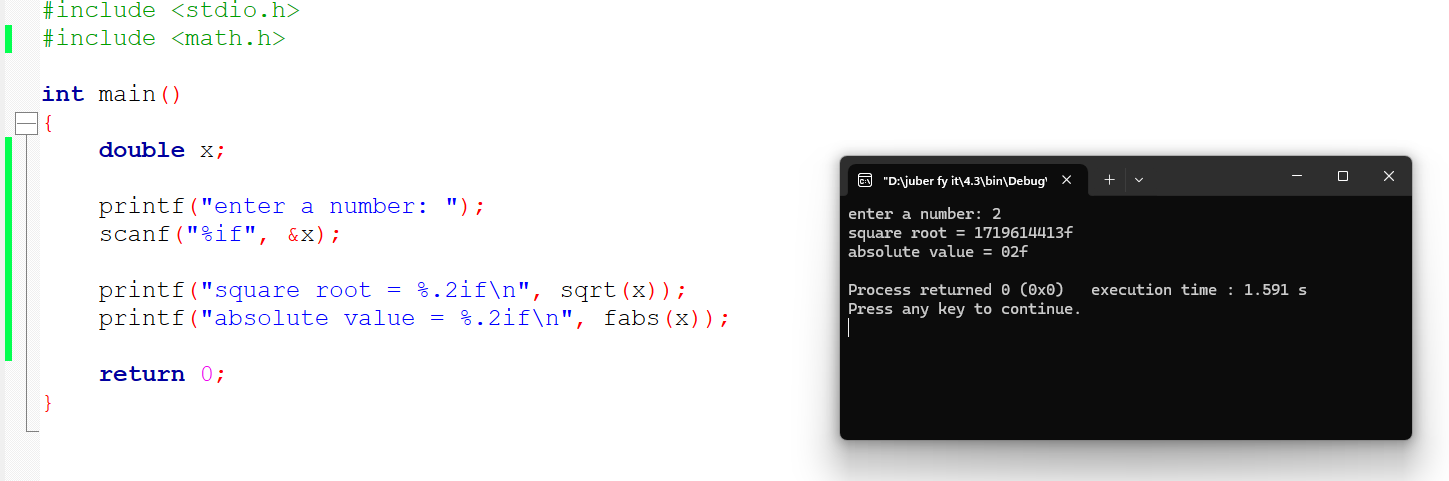 #include <stdio.h>
#include <math.h>
int main()
{
double x;
printf("enter a number: ");
scanf("%if", &x);
printf("square root = %.2if\n", sqrt(x));
printf("absolute value = %.2if\n", fabs(x));
return 0;
}
"D:\juber fy it\4.3\bin\Debug\
enter a number: 2
square root = 1719614413f
absolute value = 02f
Process returned 0 (0x0)   execution time : 1.591 s
Press any key to continue.